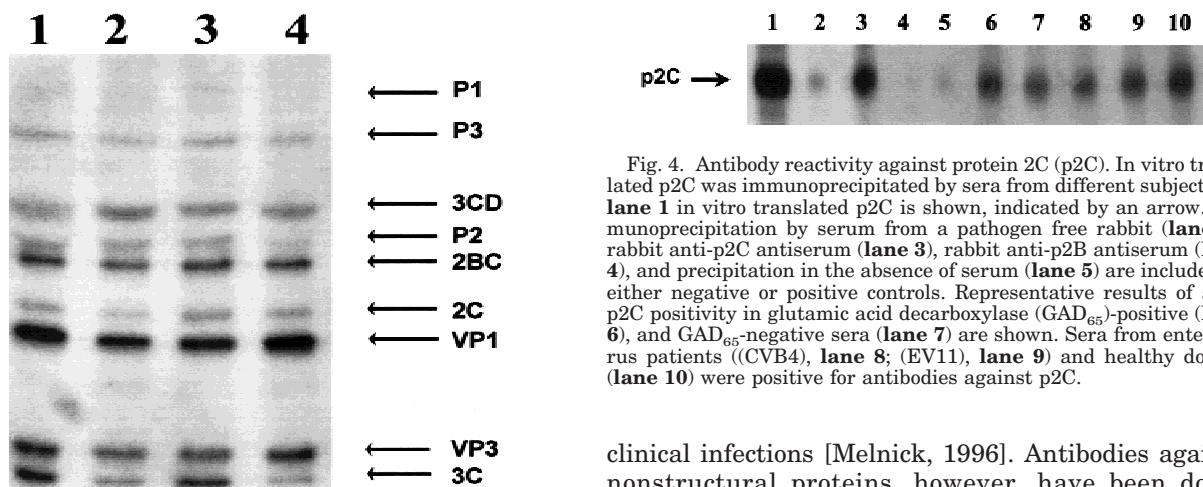 1 2 3 4
P1
P3
3CD
P2
2BC
2C
VP1
VP3
3C
1 2 3 4 5 6 7 8 9 10
p2C
Fig. 4. Antibody reactivity against protein 2C (p2C). In vitro tra
lated p2C was immunoprecipitated by sera from different subject
lane 1 in vitro translated p2C is shown, indicated by an arrow.
munoprecipitation by serum from a pathogen free rabbit (lane
rabbit anti-p2C antiserum (lane 3), rabbit anti-p2B antiserum (l
4), and precipitation in the absence of serum (lane 5) are include
either negative or positive controls. Representative results of
p2C positivity in glutamic acid decarboxylase (GAD65)-positive (l
6), and GAD65-negative sera (lane 7) are shown. Sera from ente
rus patients ((CVB4), lane 8; (EV11), lane 9) and healthy do
(lane 10) were positive for antibodies against p2C.
clinical infections [Melnick, 1996]. Antibodies agai
nonstructural proteins, however, have been de